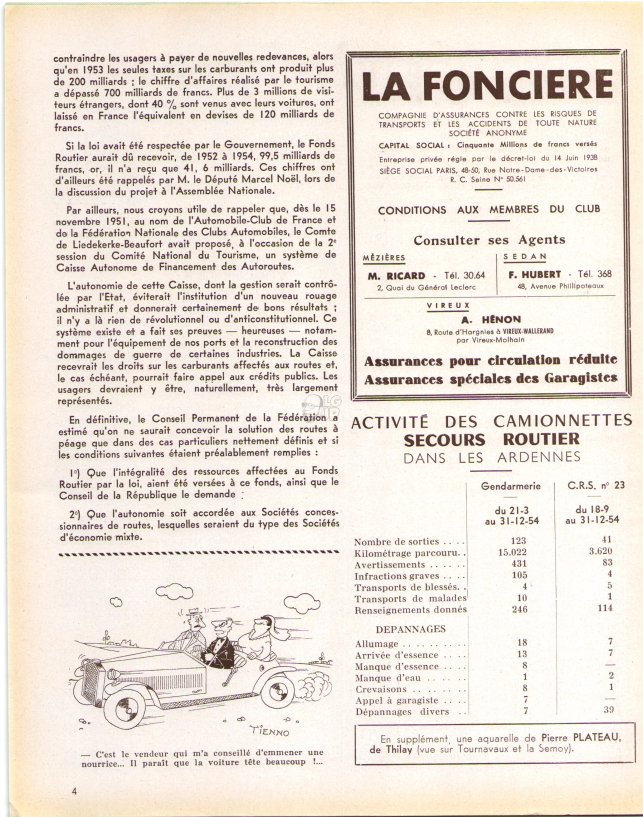 contraindre les usagers à payer de nouvelles redevances, alors
qu'en 1953 les seules taxes sur les carburants ont produit plus
de 200 milliards ; le chiffre d'affaires réalisé par le tourisme
a dépassé 700 milliards de francs. Plus de 3 millions de visi-
teurs étrangers, dont 40 % sont venus avec leurs voitures, ont
laissé en France l'équivalent en devises de 120 milliards de
francs.
Si la loi avait été respectée par le Gouvernement, le Fonds
Routier aurait dû recevoir, de 1952 à 1954, 99,5 milliards de
francs, or, il n'a reçu que 41, 6 milliards. Ces chiffres ont
d'ailleurs été rappelés par M. le Député Marcel Noël, lors de
la discussion du projet à l'Assemblée Nationale.
Par ailleurs, nous croyons utile de rappeler que, dès le 15
novembre 1951, au nom de l'Automobile-Club de France et
de la Fédération Nationale des Clubs Automobiles, le Comte
de Liedekerke-Beaufort avait proposé, à l'occasion de la 2e
session du Comité National du Tourisme, un système de
Caisse Autonome de Financement des Autoroutes.
L'autonomie de cette Caisse, dont la gestion serait contrô-
lée par l'Etat, éviterait l'institution d'un nouveau rouage
administratif et donnerait certainement de bons résultats ;
il n'y a là rien de révolutionnel ou d'anticonstitutionnel. Ce
système existe et a fait ses preuves — heureuses — notam-
ment pour l'équipement de nos ports et la reconstruction des
dommages de guerre de certaines industries. La Caisse
recevrait les droits sur les carburants affectés aux routes et,
le cas échéant, pourrait faire appel aux crédits publics. Les
usagers devraient y être, naturellement, très largement
représentés.
En définitive, le Conseil Permanent de la Fédération a
estimé qu'on ne saurait concevoir la solution des routes à
péage que dans des cas particuliers nettement définis et si
les conditions suivantes étaient préalablement remplies :
1°) Que l'intégralité des ressources affectées au Fonds
Routier par la loi, aient été versées à ce fonds, ainsi que le
Conseil de la République le demande :
2°) Que l'autonomie soit accordée aux Sociétés conces-
sionnaires de routes, lesquelles seraient du type des Sociétés
d'économie mixte.
TIENNO
— C'est le vendeur qui m'a conseillé d'emmener une
nourrice... Il paraît que la voiture tête beaucoup !...
4
LA FONCIERE
COMPAGNIE D'ASSURANCES CONTRE LES RISQUES DE
TRANSPORTS ET LES ACCIDENTS DE TOUTE NATURE
SOCIÉTÉ ANONYME
CAPITAL SOCIAL : Cinquante Millions de francs versés
Entreprise privée régie par le décret-loi du 14 Juin 1938
SIÈGE SOCIAL PARIS, 48-50, Rue Notre-Dame-des-Victoires
R. C. Seine N° 50.561
CONDITIONS AUX MEMBRES DU CLUB
Consulter ses Agents
MÉZIÈRES
M. RICARD - Tél. 30.64
2, Quai du Général Leclerc
SEDAN
F. HUBERT - Tél. 368
48, Avenue Phillipoteaux
VIREUX
A. HÉNON
8, Route d'Hargnies à VIREUX-WALLERAND
par Vireux-Molhain
Assurances pour circulation réduite
Assurances spéciales des Garagistes
ACTIVITÉ DES CAMIONNETTES
SECOURS ROUTIER
DANS LES ARDENNES
Gendarmerie C.R.S. n° 23
du 21-3 du 18-9
au 31-12-54 au 31-12-54
Nombre de sorties .... 123 41
Kilométrage parcouru.. 15.022 3.620
Avertissements ...... 431 83
Infractions graves .... 105 4
Transports de blessés.. 4 5
Transports de malades 10 1
Renseignements donnés 246 114
DEPANNAGES
Allumage ......... 18 7
Arrivée d'essence .... 13 7
Manque d'essence .... 8 —
Manque d'eau ...... 1 2
Crevaisons ........ 8 1
Appel à garagiste .... 7 —
Dépannages divers .. 7 39
En supplément, une aquarelle de Pierre PLATEAU,
de Thilay (vue sur Tournavaux et la Semoy).